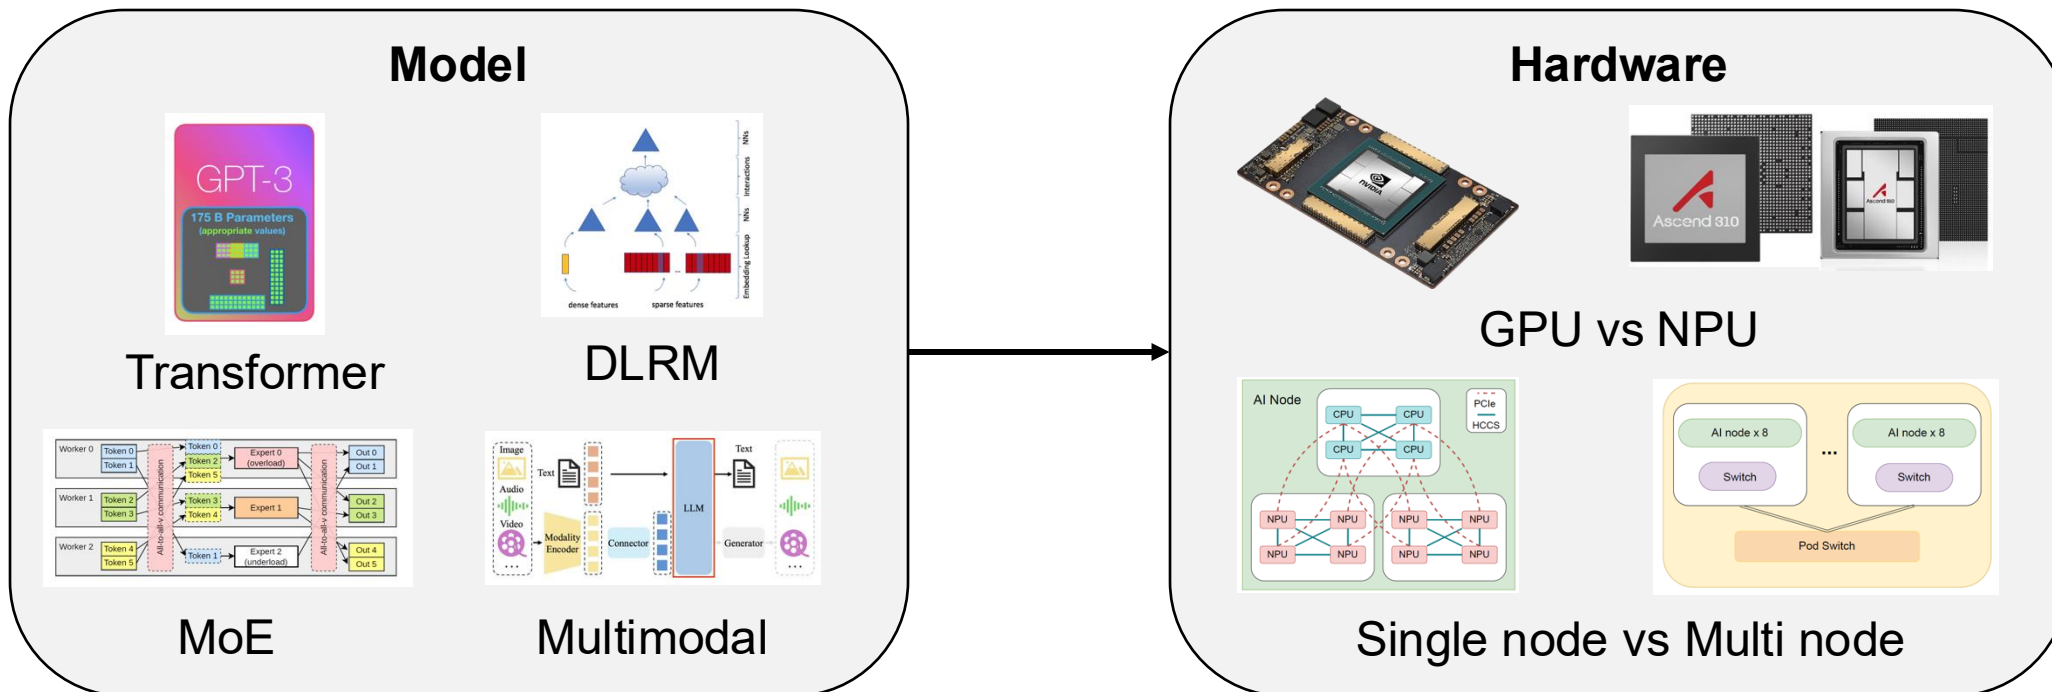 Model
GPT-3
175 B Parameters
(appropriate values)
Transformer
NNs
Interactions
NNs
Embedding Lookup
...
dense features
sparse features
DLRM
Worker 0
Token 0
Token 1
Worker 1
Token 2
Token 3
Worker 2
Token 4
Token 5
All-to-all-v communication
Token 0
Token 2
Token 5
Token 3
Token 4
Token 1
Expert 0
(overload)
Expert 1
Expert 2
(underload)
All-to-all-v communication
Out 0
Out 1
Out 2
Out 3
Out 4
Out 5
MoE
Image
Audio
Video
...
Text
Modality
Encoder
Connector
LLM
Text
Generator
...
Multimodal
Hardware
NVIDIA
Ascend 310
Ascend 910
GPU vs NPU
AI Node
PCIe
HCCS
CPU
CPU
CPU
CPU
NPU
NPU
NPU
NPU
NPU
NPU
NPU
NPU
AI node x 8
Switch
...
AI node x 8
Switch
Pod Switch
Single node vs Multi node